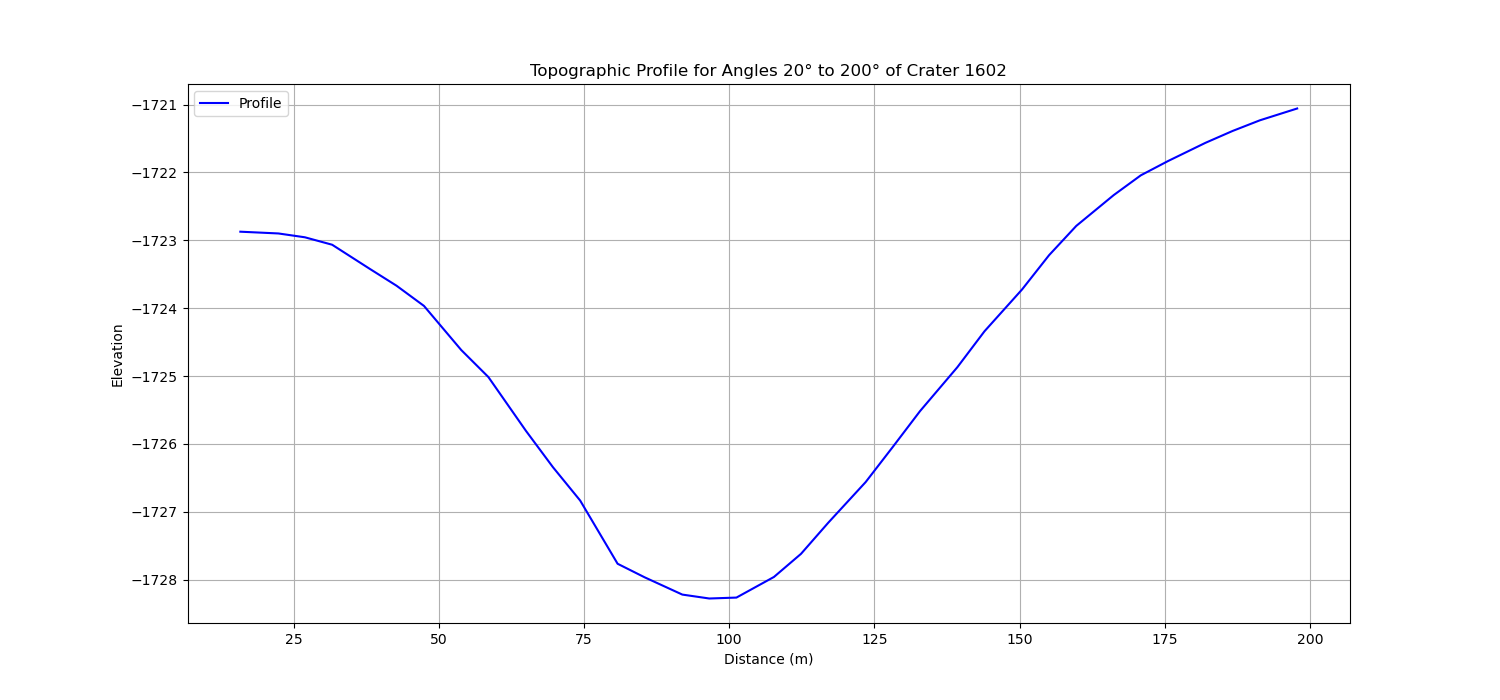 Topographic Profile for Angles 20° to 200° of Crater 1602
Profile
−1721
−1722
−1723
−1724
−1725
−1726
−1727
−1728
Elevation
25 50 75 100 125 150 175 200
Distance (m)